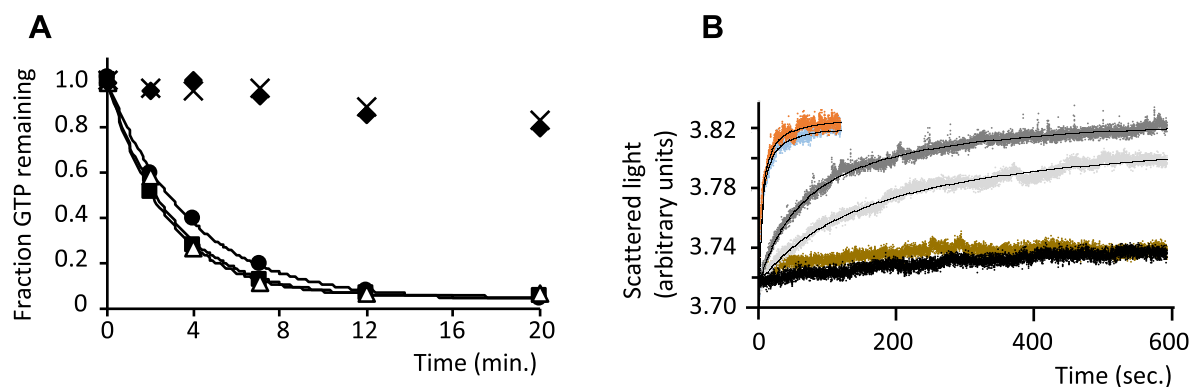 A
Fraction GTP remaining
1.0
0.8
0.6
0.4
0.2
0
0 4 8 12 16 20
Time (min.)
B
Scattered light
(arbitrary units)
3.82
3.78
3.74
3.70
0 200 400 600
Time (sec.)